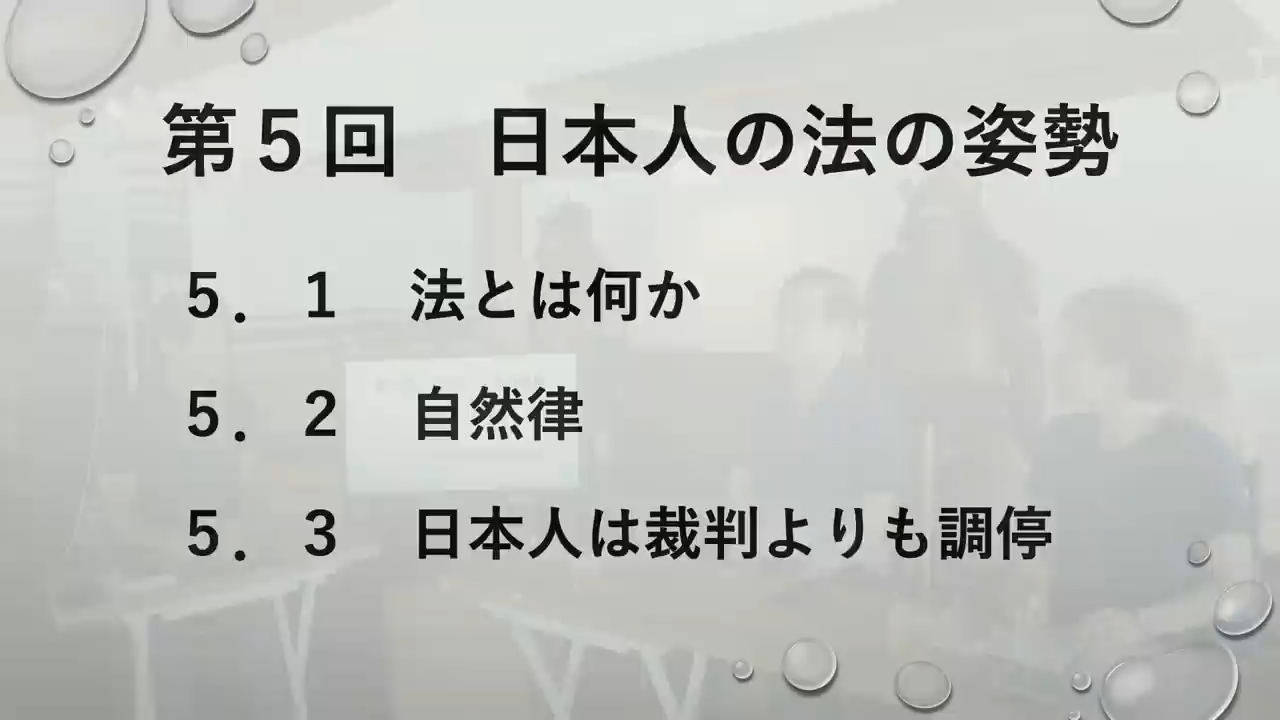 第５回　日本人の法の姿勢
５．１　法とは何か
５．２　自然律
５．３　日本人は裁判よりも調停